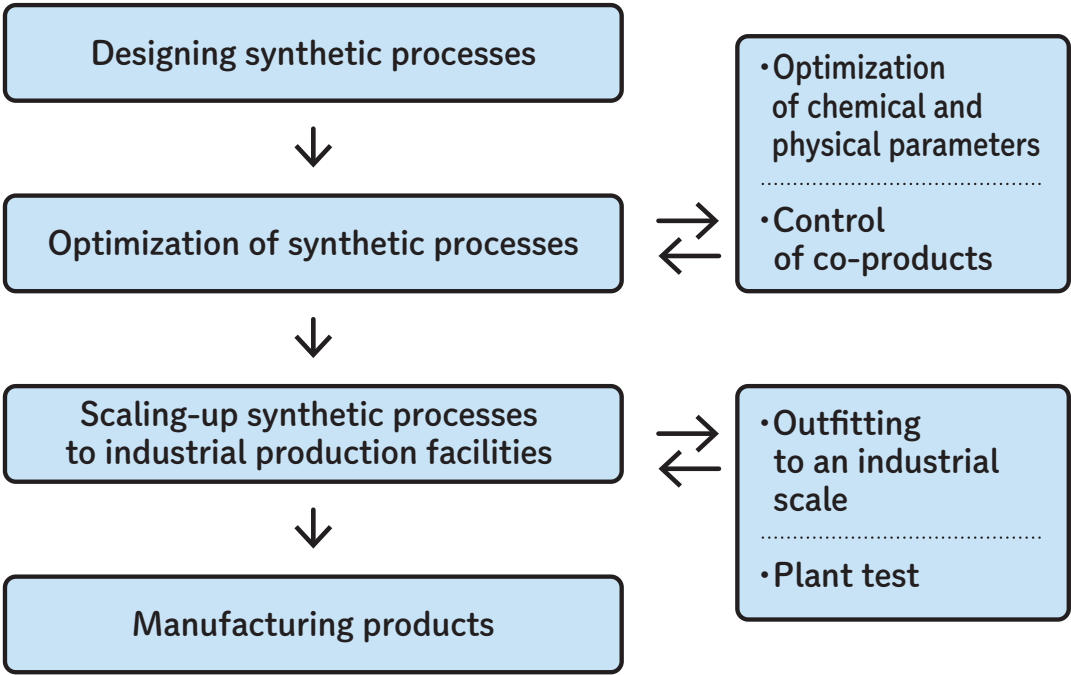 Designing synthetic processes
Optimization of synthetic processes
・Optimization
of chemical and
physical parameters
・Control
of co-products
Scaling-up synthetic processes
to industrial production facilities
・Outfitting
to an industrial
scale
・Plant test
Manufacturing products